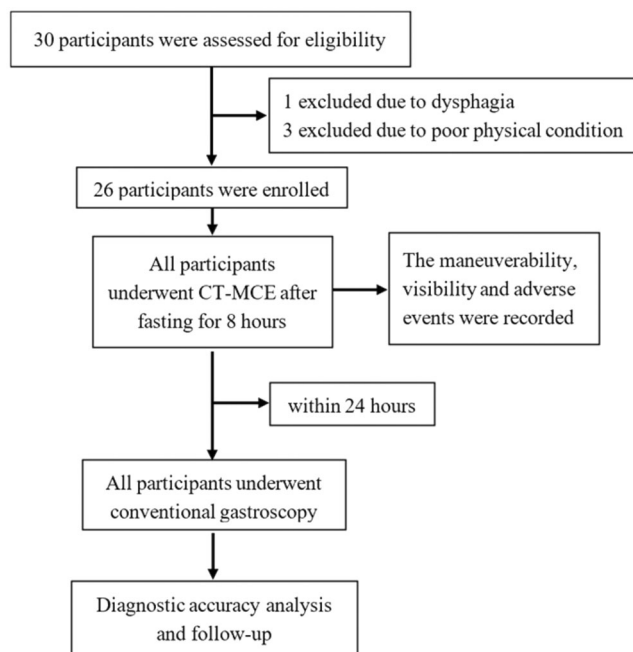 30 participants were assessed for eligibility
1 excluded due to dysphagia
3 excluded due to poor physical condition
26 participants were enrolled
All participants
underwent CT-MCE after
fasting for 8 hours
The maneuverability,
visibility and adverse
events were recorded
within 24 hours
All participants underwent
conventional gastroscopy
Diagnostic accuracy analysis
and follow-up